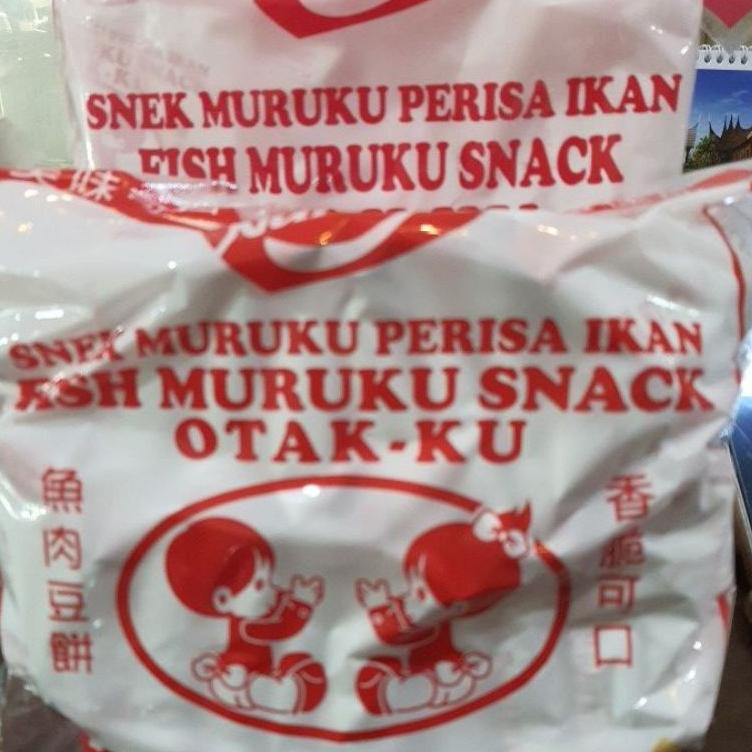 SNEK MURUKU PERISA IKAN
FISH MURUKU SNACK
味
SNEK MURUKU PERISA IKAN
FISH MURUKU SNACK
OTAK-KU
魚肉豆餅
香脆可口